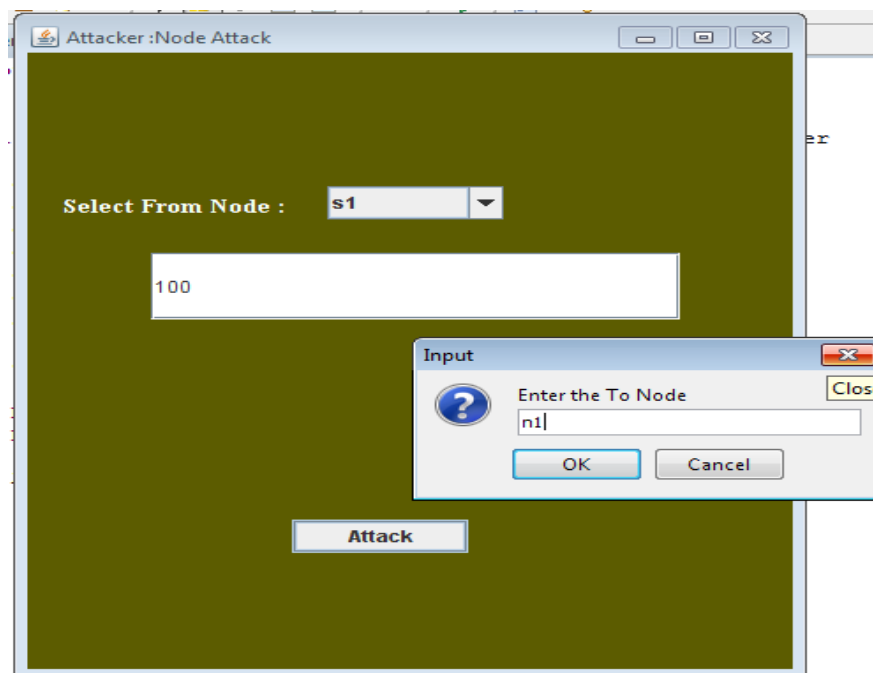 Attacker :Node Attack
er
Select From Node :
s1
100
Input
Clos
Enter the To Node
n1
OK
Cancel
Attack